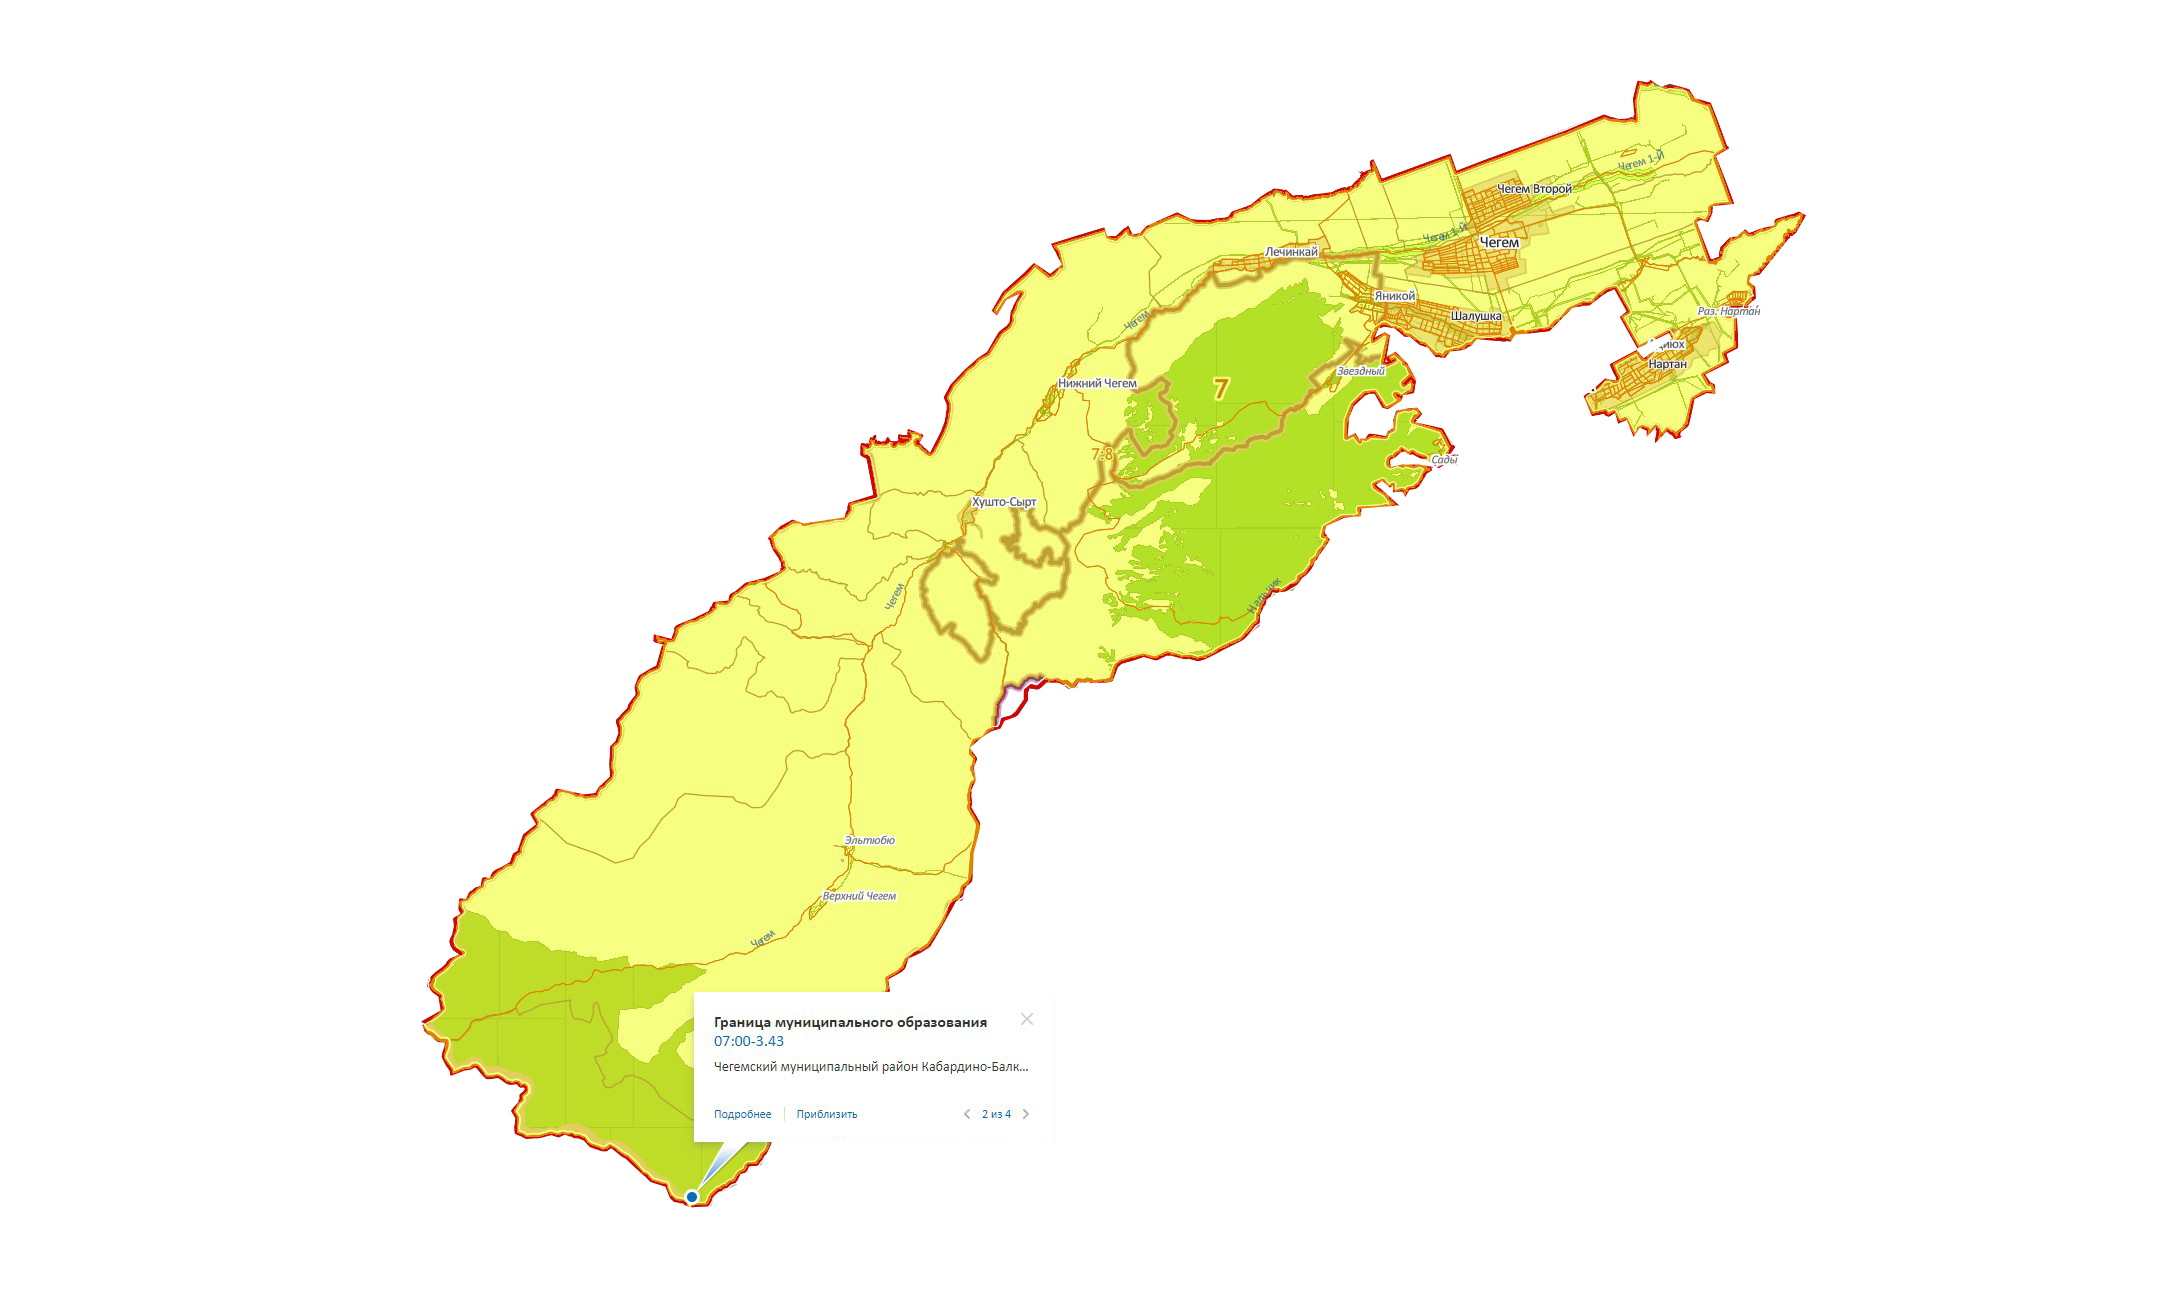 Чегем 1-Й
Чегем Второй
Чегем 1-Й
Чегем
Лечинкай
Яникой
Шалушка
Раз. Нартан
Чегем
Нартан
Звездный
Нижний Чегем
7
7:8
Сады
Хушто-Сырт
Чегем
Нальчик
Эльтюбю
Верхний Чегем
Чегем
Граница муниципального образования
07:00-3.43
Чегемский муниципальный район Кабардино-Балк...
Подробнее
Приблизить
2 из 4